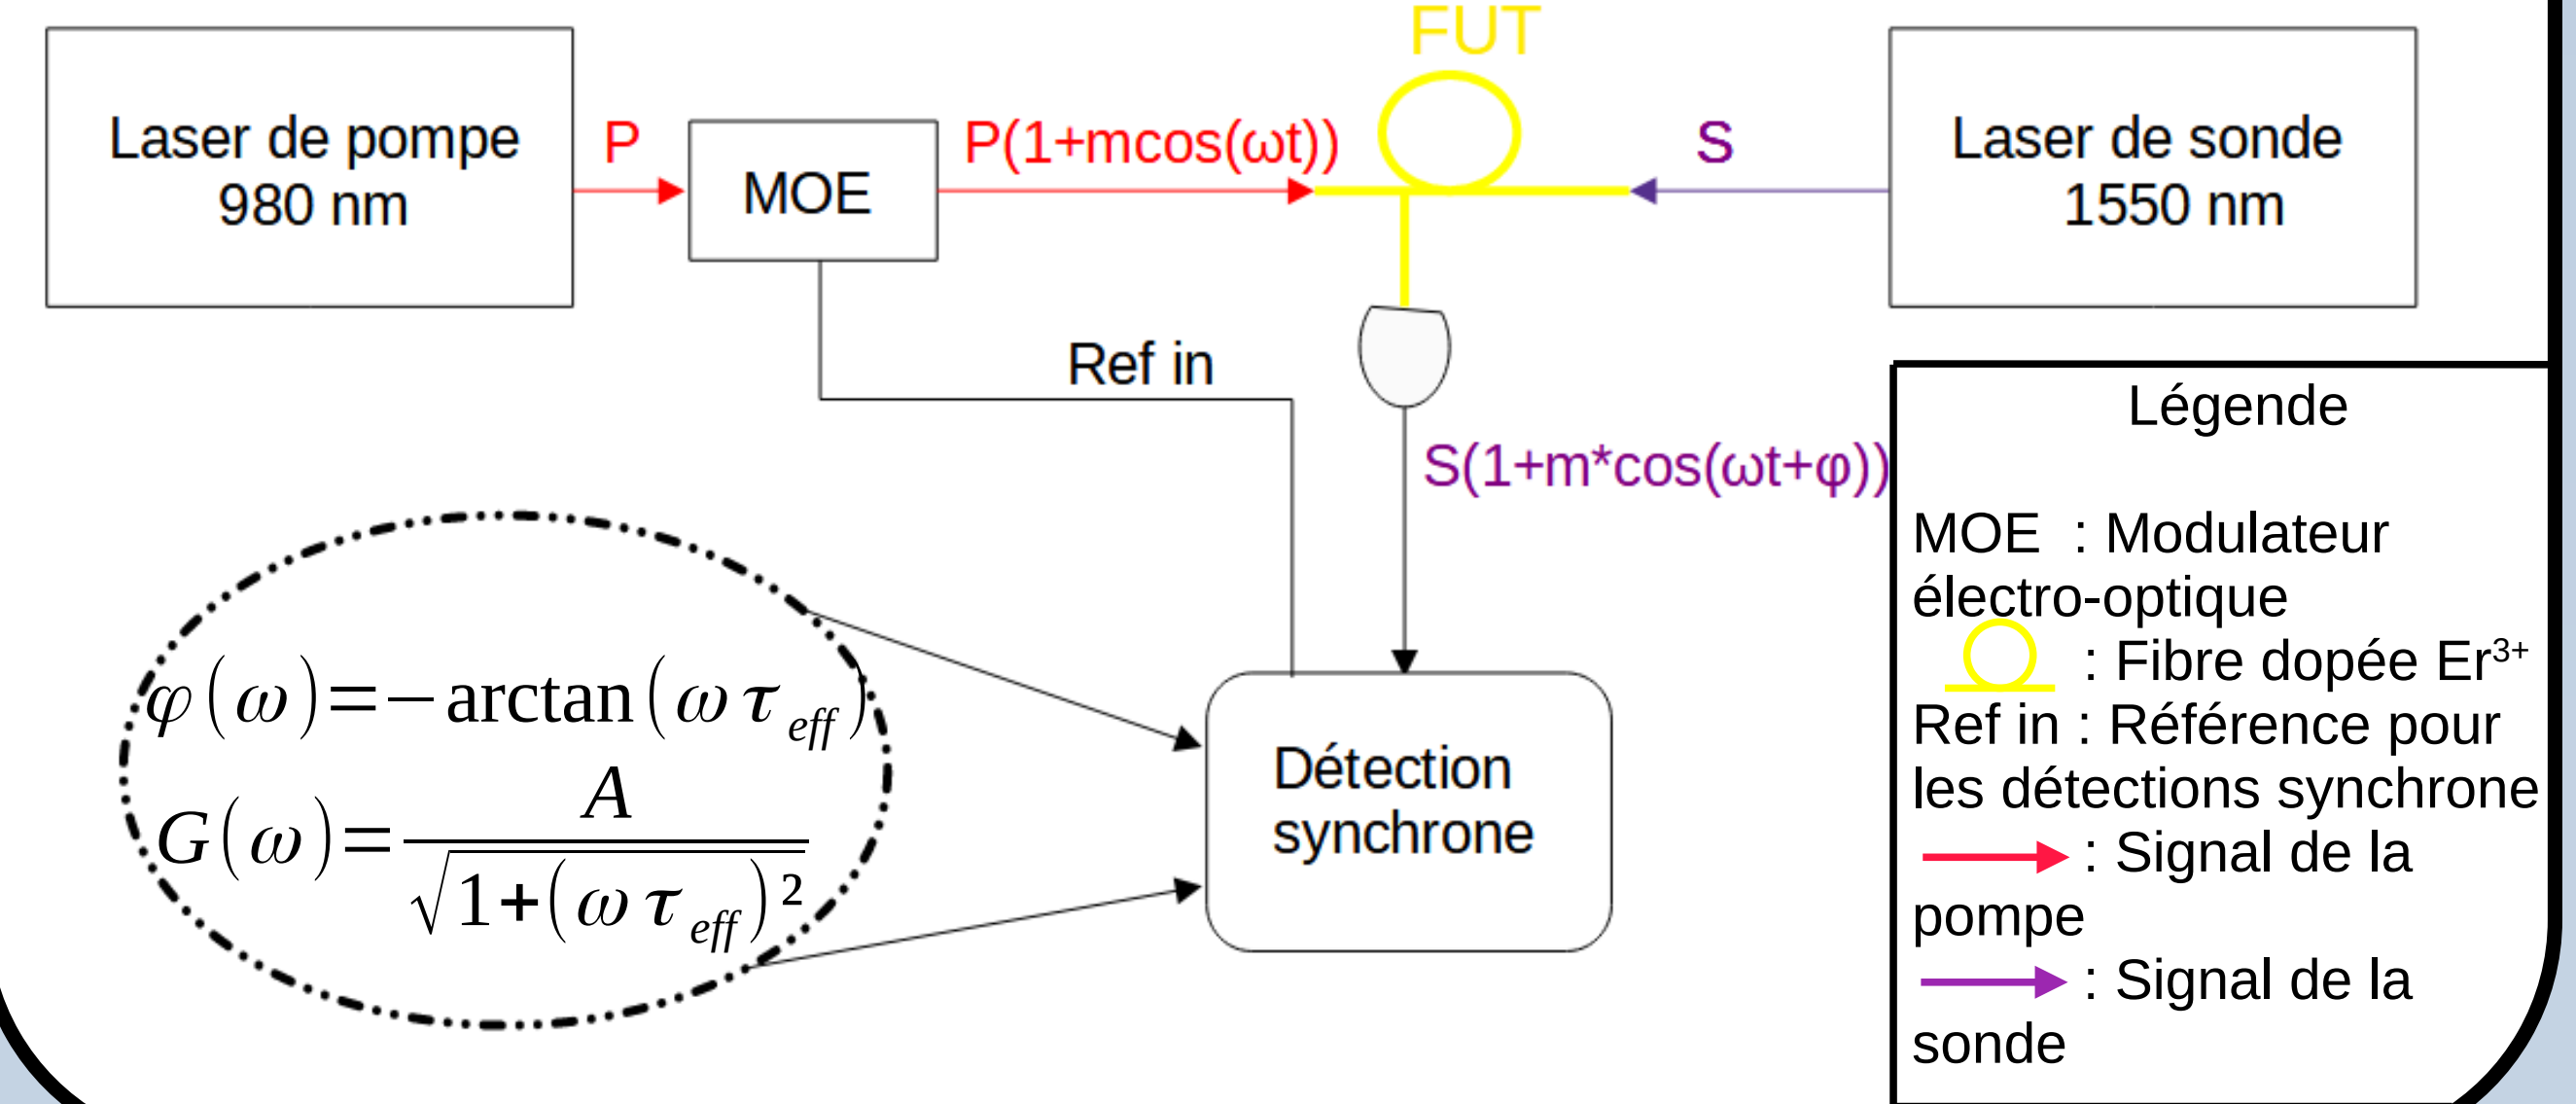 FUT
Laser de pompe
980 nm
P
MOE
P(1+mcos(ωt))
S
Laser de sonde
1550 nm
Ref in
S(1+m*cos(ωt+φ))
φ(ω)=−arctan(ω τ_eff)
G(ω)=A/√(1+(ω τ_eff)²)
Détection
synchrone
Légende
MOE : Modulateur
électro-optique
: Fibre dopée Er³⁺
Ref in : Référence pour
les détections synchrone
: Signal de la
pompe
: Signal de la
sonde